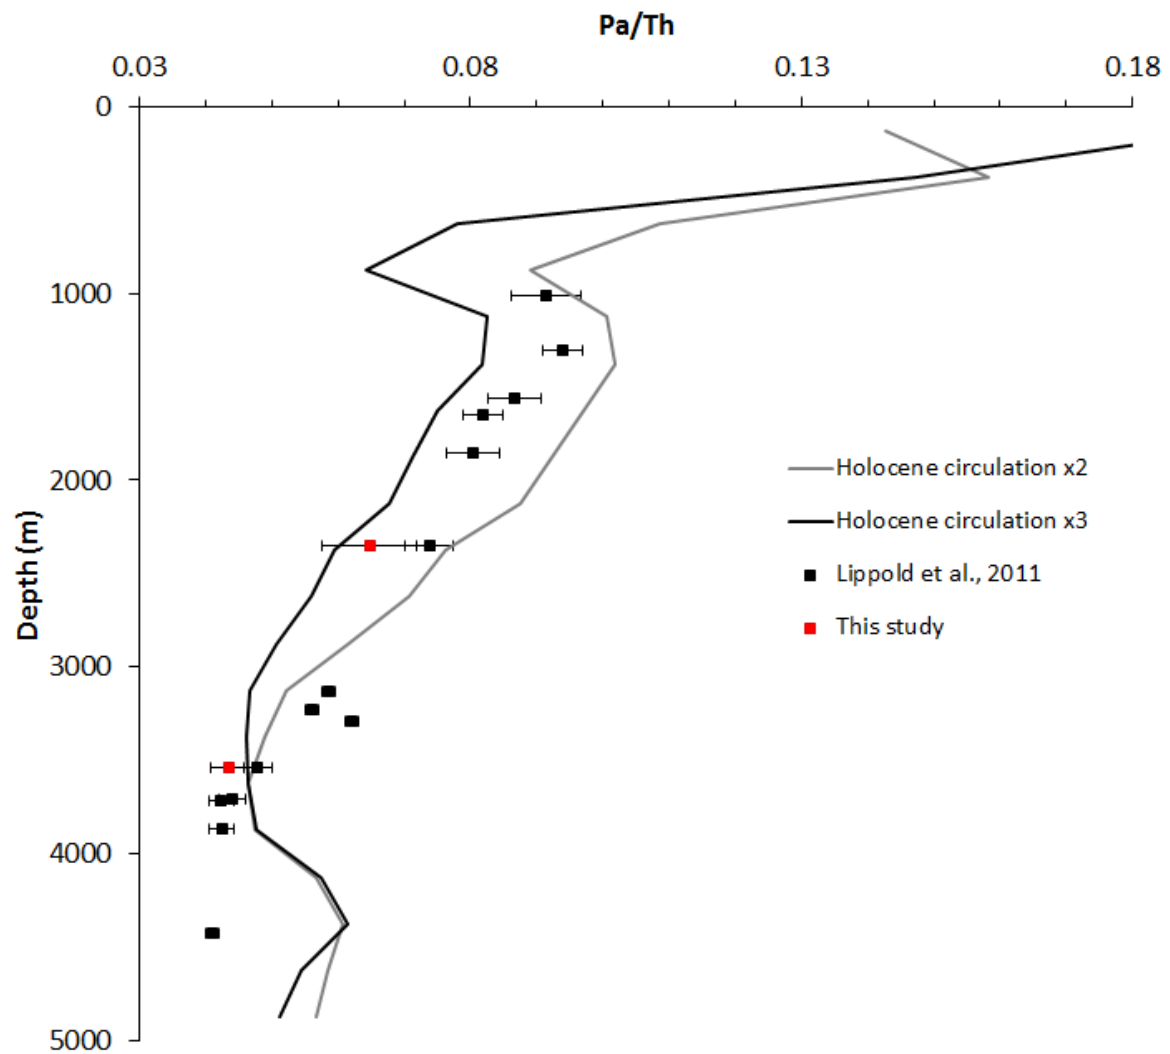 Pa/Th
0.03 0.08 0.13 0.18
0
1000
2000
3000
4000
5000
Depth (m)
Holocene circulation x2
Holocene circulation x3
Lippold et al., 2011
This study